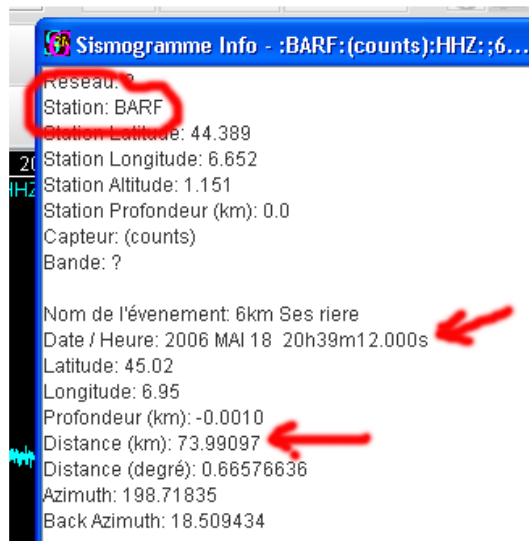 Sismogramme Info - :BARF:(counts):HHZ:;6...
Réseau: ?
Station: BARF
Station Latitude: 44.389
Station Longitude: 6.652
Station Altitude: 1.151
Station Profondeur (km): 0.0
Capteur: (counts)
Bande: ?
Nom de l'évenement: 6km Ses riere
Date / Heure: 2006 MAI 18 20h39m12.000s
Latitude: 45.02
Longitude: 6.95
Profondeur (km): -0.0010
Distance (km): 73.99097
Distance (degré): 0.66576636
Azimuth: 198.71835
Back Azimuth: 18.509434